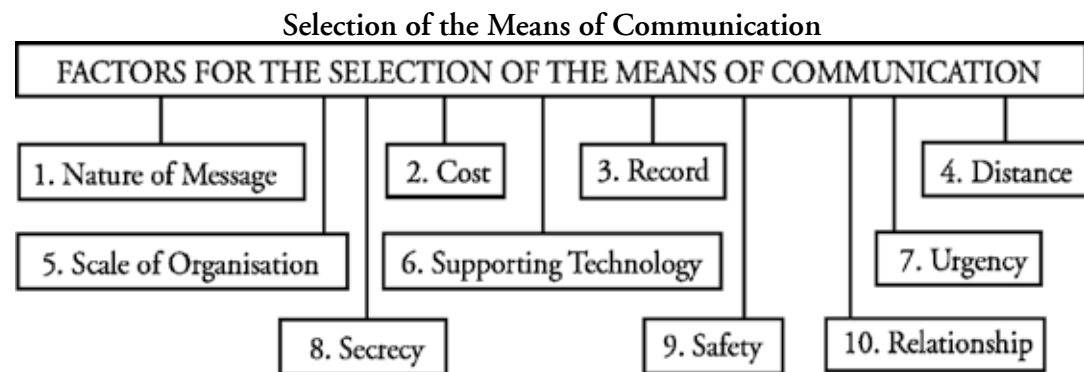 Selection of the Means of Communication
FACTORS FOR THE SELECTION OF THE MEANS OF COMMUNICATION
1. Nature of Message
2. Cost
3. Record
4. Distance
5. Scale of Organisation
6. Supporting Technology
7. Urgency
8. Secrecy
9. Safety
10. Relationship